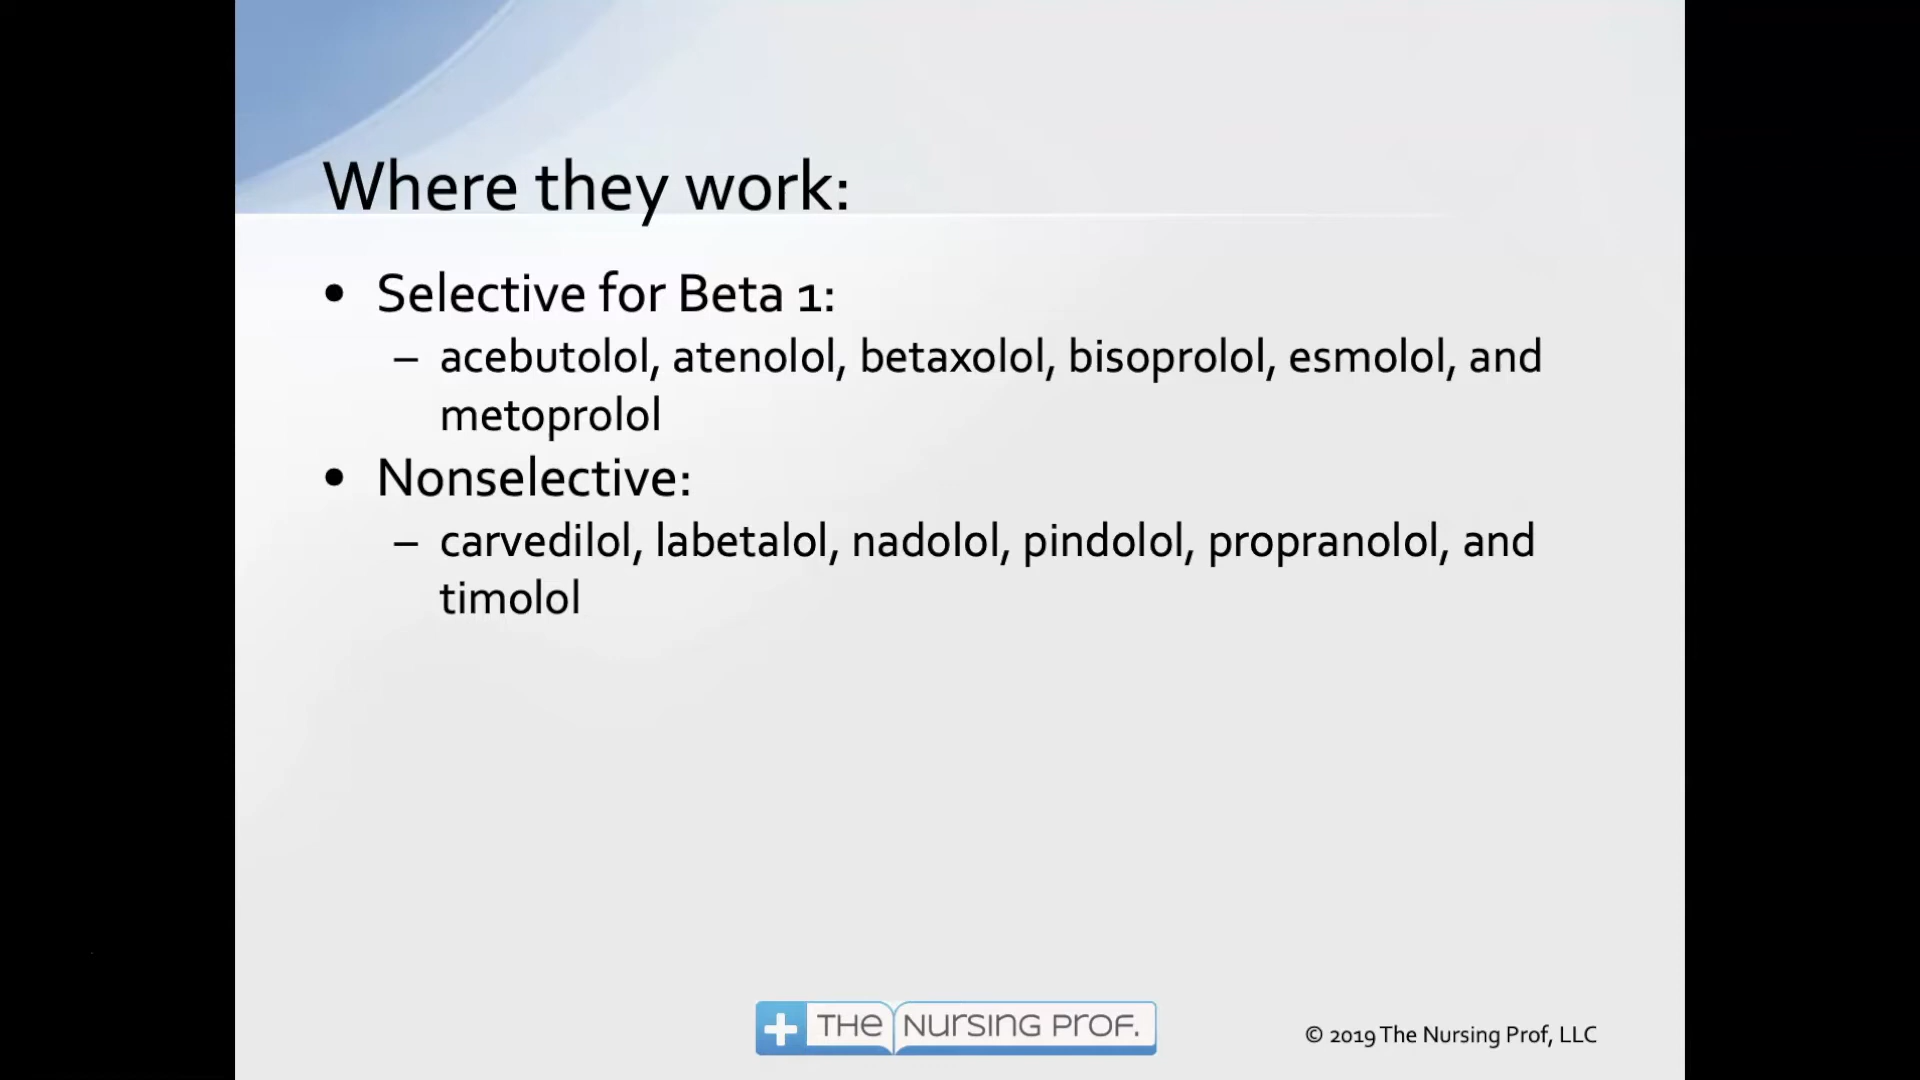 Where they work:
• Selective for Beta 1:
– acebutolol, atenolol, betaxolol, bisoprolol, esmolol, and
metoprolol
• Nonselective:
– carvedilol, labetalol, nadolol, pindolol, propranolol, and
timolol
THE NURSING PROF.
© 2019 The Nursing Prof, LLC